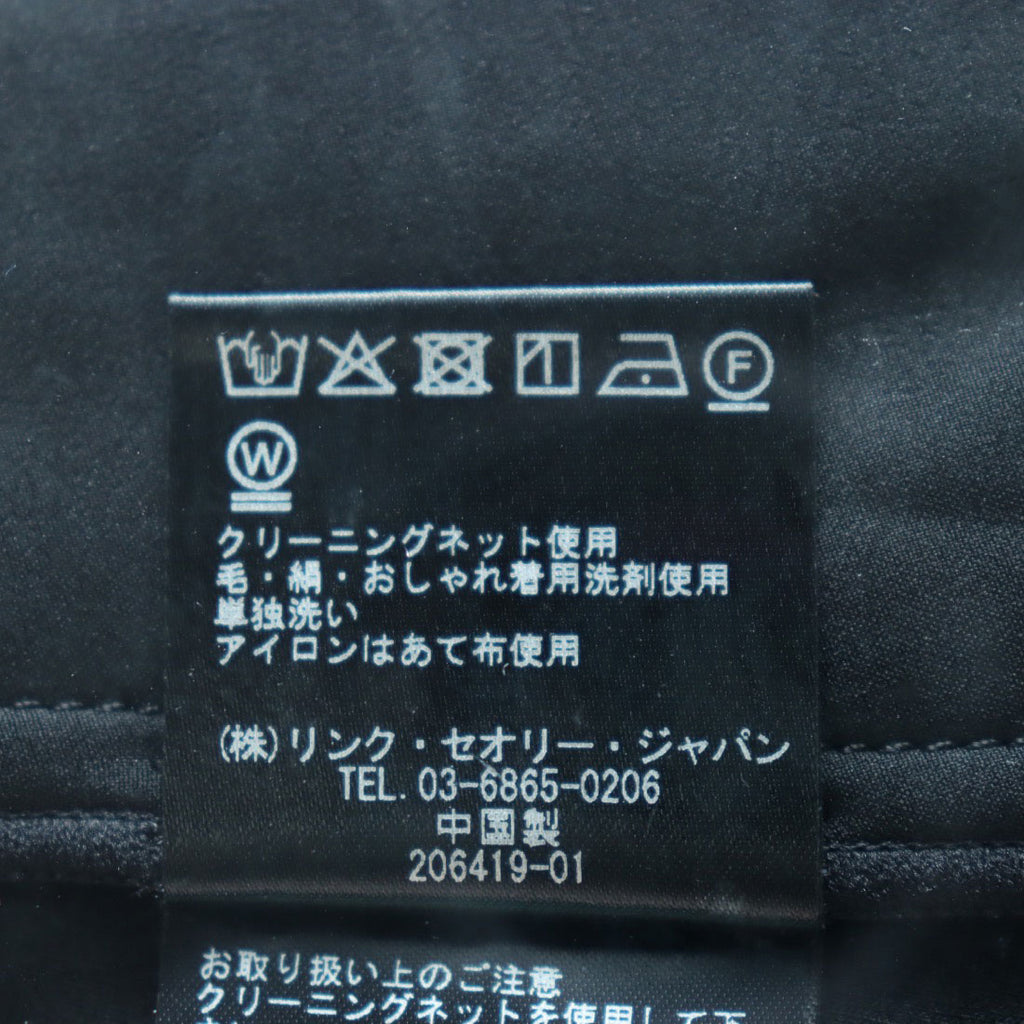 F
W
クリーニングネット使用
毛・絹・おしゃれ着用洗剤使用
単独洗い
アイロンはあて布使用
(株)リンク・セオリー・ジャパン
TEL. 03-6865-0206
中国製
206419-01
お取り扱い上のご注意
クリーニングネットを使用して下